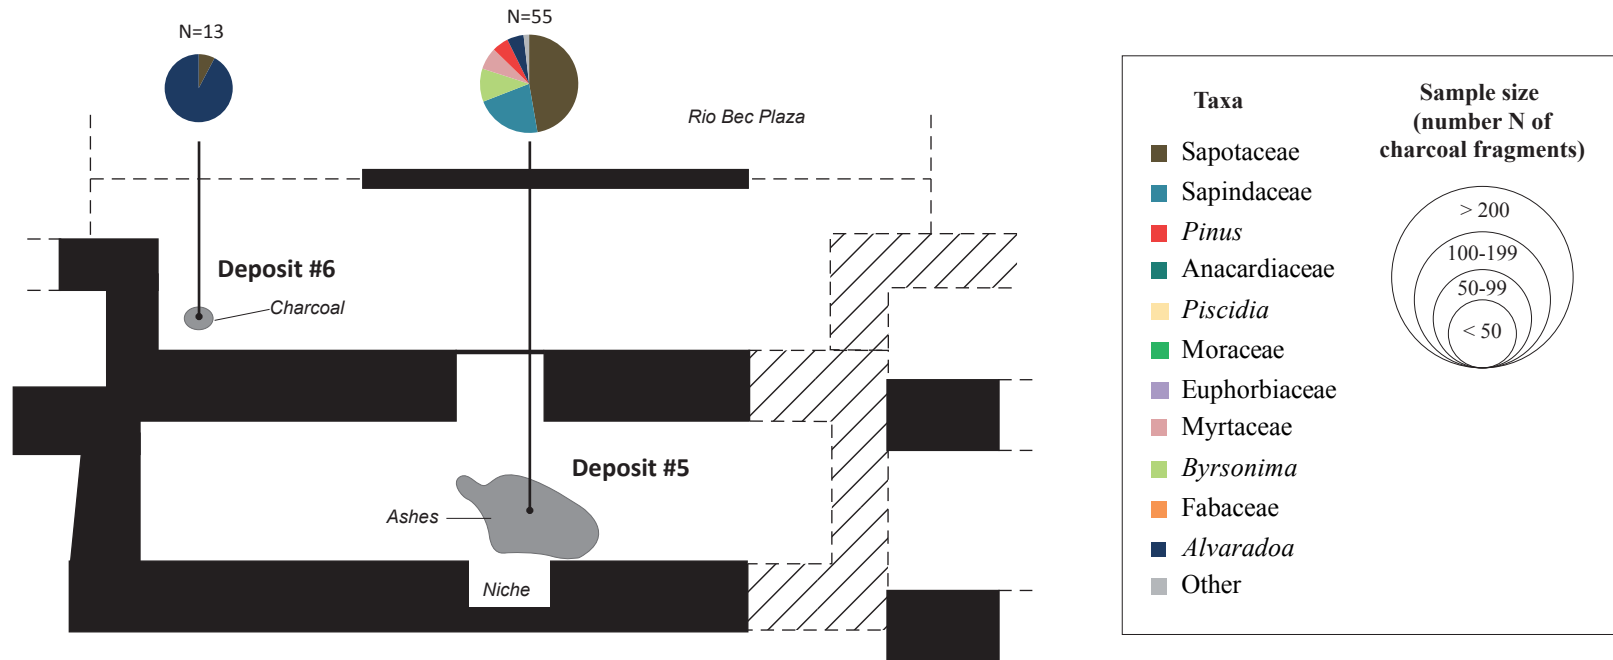 N=13
N=55
Rio Bec Plaza
Deposit #6
Charcoal
Deposit #5
Ashes
Niche
Taxa
Sapotaceae
Sapindaceae
Pinus
Anacardiaceae
Piscidia
Moraceae
Euphorbiaceae
Myrtaceae
Byrsonima
Fabaceae
Alvaradoa
Other
Sample size
(number N of
charcoal fragments)
> 200
100-199
50-99
< 50